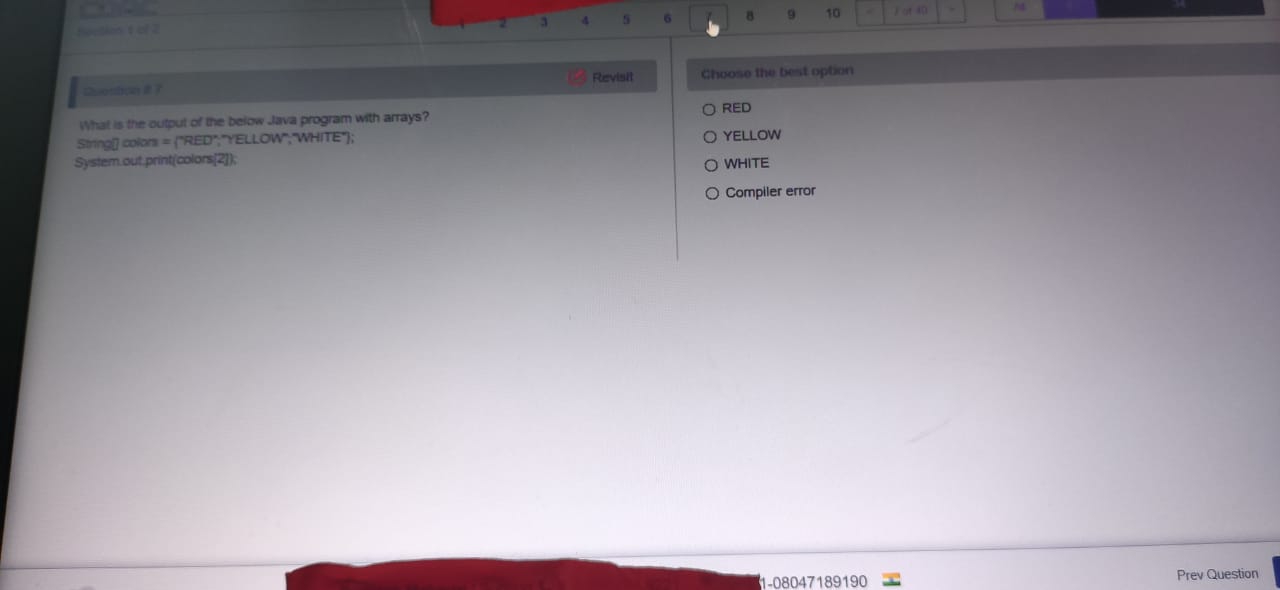 Section 1 of 2
1 2 3 4 5 6 7 8 9 10 7 of 40 All
Question # 7
Revisit
What is the output of the below Java program with arrays?
String[] colors = {"RED";"YELLOW";"WHITE"};
System.out.print(colors[2]);
Choose the best option
RED
YELLOW
WHITE
Compiler error
1-08047189190
Prev Question